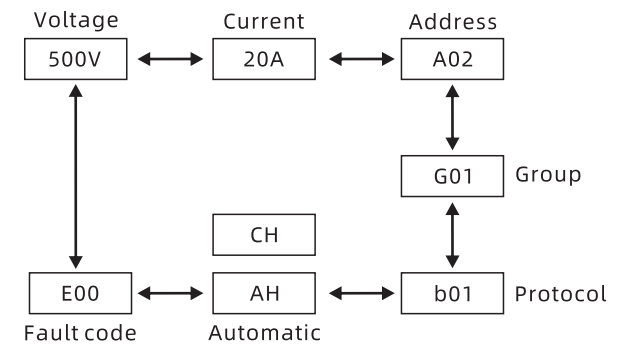 Voltage
Current
Address
500V
20A
A02
G01
Group
CH
E00
AH
b01
Protocol
Fault code
Automatic